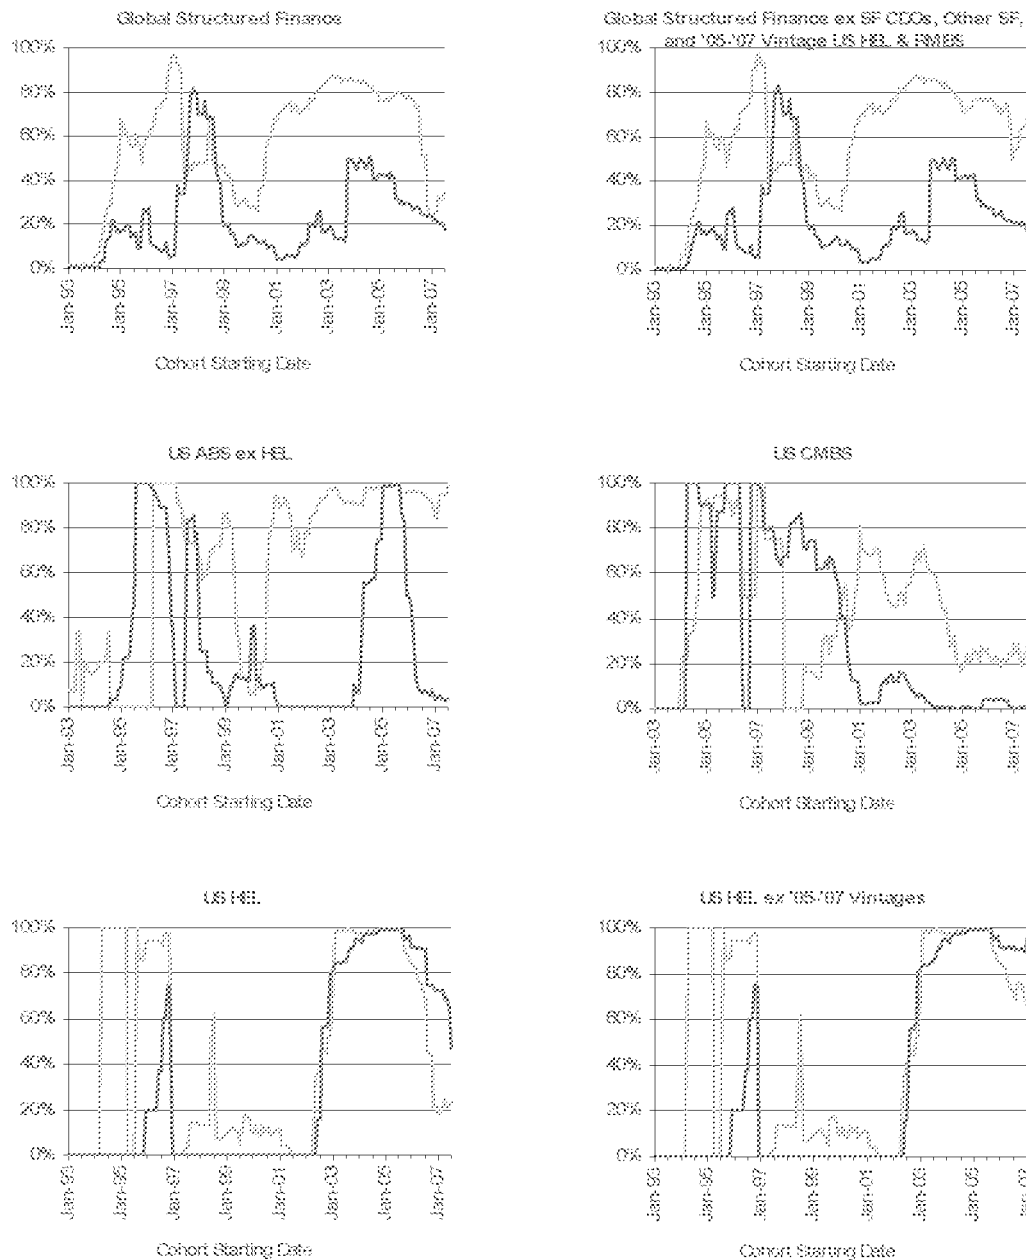 Global Structured Finance
100%
80%
60%
40%
20%
0%
Jan-93
Jan-95
Jan-97
Jan-99
Jan-01
Jan-03
Jan-05
Jan-07
Cohort Starting Date
Global Structured Finance ex SF CDOs, Other SF,
and '05-'07 Vintage US HEL & RMBS
100%
80%
60%
40%
20%
0%
Jan-93
Jan-95
Jan-97
Jan-99
Jan-01
Jan-03
Jan-05
Jan-07
Cohort Starting Date
US ABS ex HEL
100%
80%
60%
40%
20%
0%
Jan-93
Jan-95
Jan-97
Jan-99
Jan-01
Jan-03
Jan-05
Jan-07
Cohort Starting Date
US CMBS
100%
80%
60%
40%
20%
0%
Jan-93
Jan-95
Jan-97
Jan-99
Jan-01
Jan-03
Jan-05
Jan-07
Cohort Starting Date
US HEL
100%
80%
60%
40%
20%
0%
Jan-93
Jan-95
Jan-97
Jan-99
Jan-01
Jan-03
Jan-05
Jan-07
Cohort Starting Date
US HEL ex '05-'07 Vintages
100%
80%
60%
40%
20%
0%
Jan-93
Jan-95
Jan-97
Jan-99
Jan-01
Jan-03
Jan-05
Cohort Starting Date